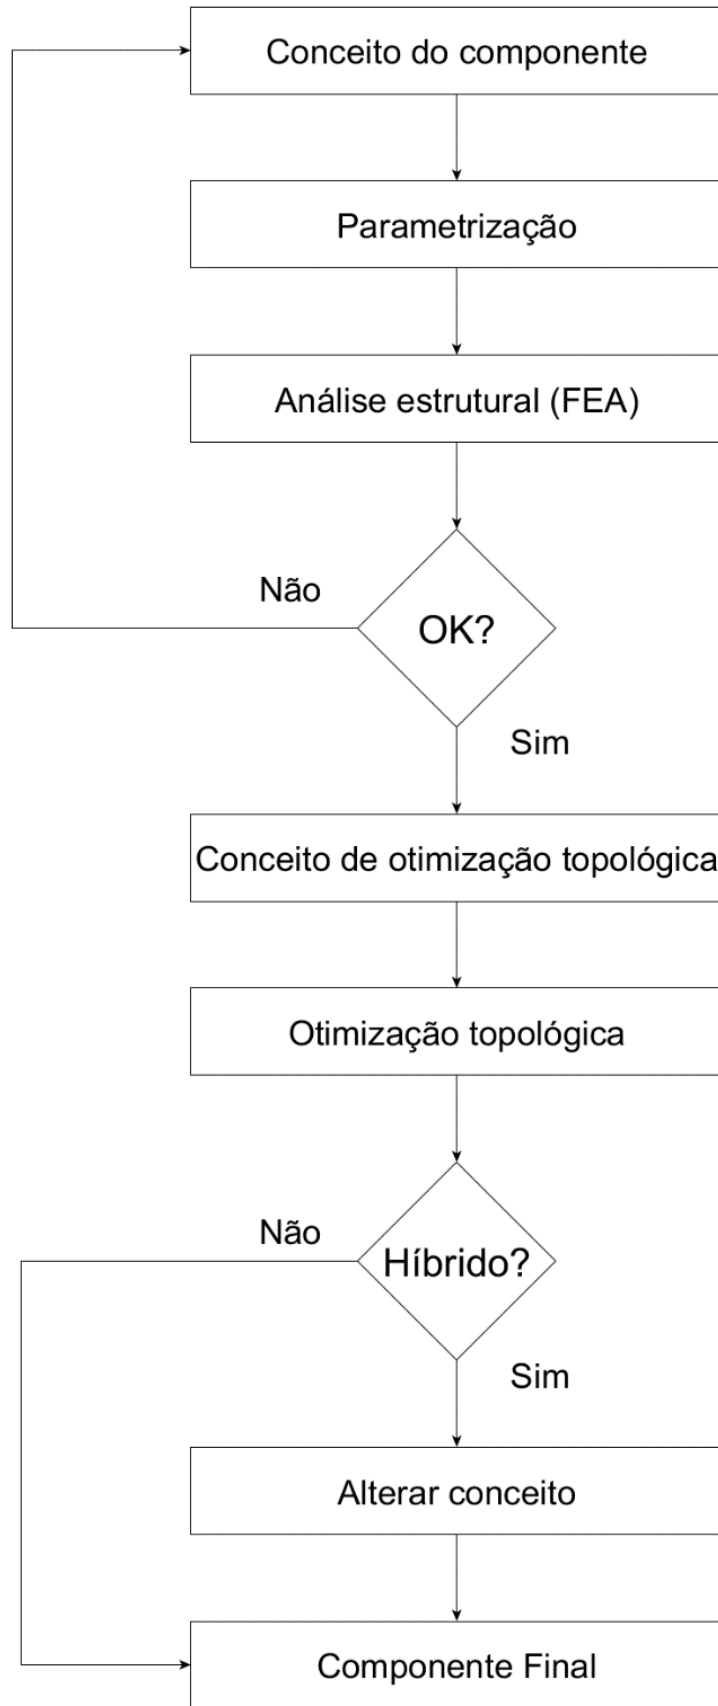 Conceito do componente
Parametrização
Análise estrutural (FEA)
Não
OK?
Sim
Conceito de otimização topológica
Otimização topológica
Não
Híbrido?
Sim
Alterar conceito
Componente Final